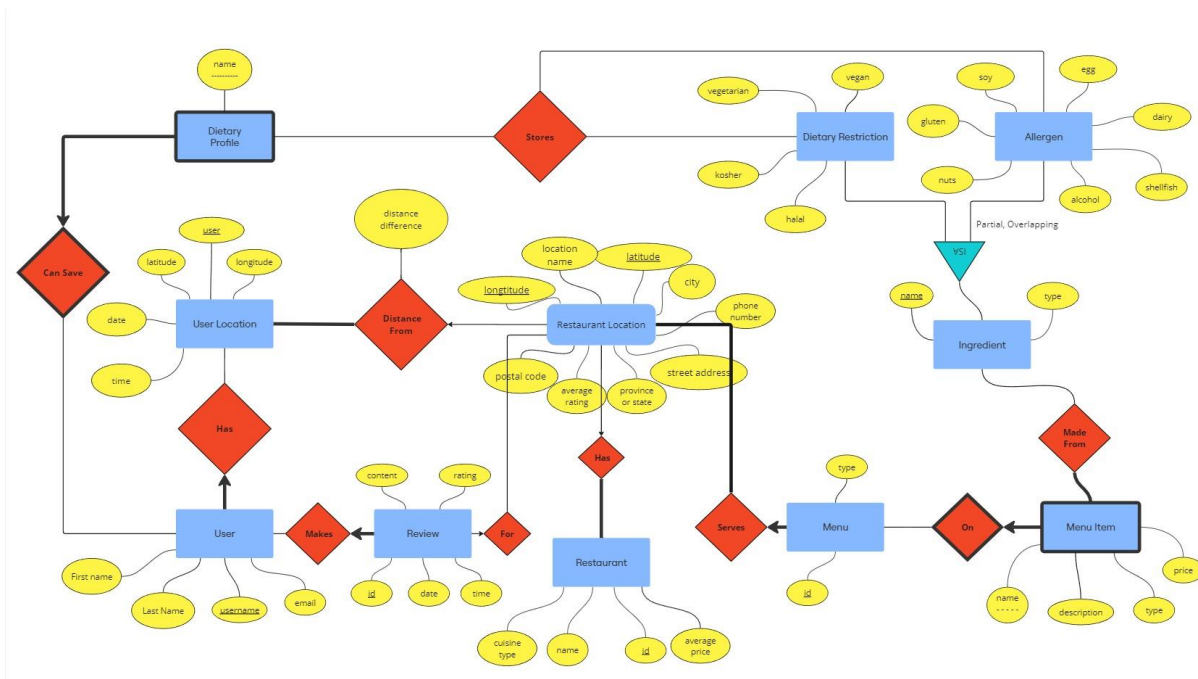 name
----------
Dietary
Profile
Stores
vegetarian
vegan
Dietary Restriction
kosher
halal
soy
egg
gluten
dairy
Allergen
nuts
alcohol
shellfish
Partial, Overlapping
ISA
Can Save
user
latitude
longitude
date
User Location
time
distance
difference
Distance
From
location
name
latitude
longtitude
city
phone
number
Restaurant Location
postal code
average
rating
province
or state
street address
name
type
Ingredient
Has
Has
Made
From
content
rating
User
Makes
Review
For
First name
Last Name
username
email
id
date
time
Restaurant
cuisine
type
name
id
average
price
Serves
type
Menu
id
On
Menu Item
name
- - - - -
description
type
price